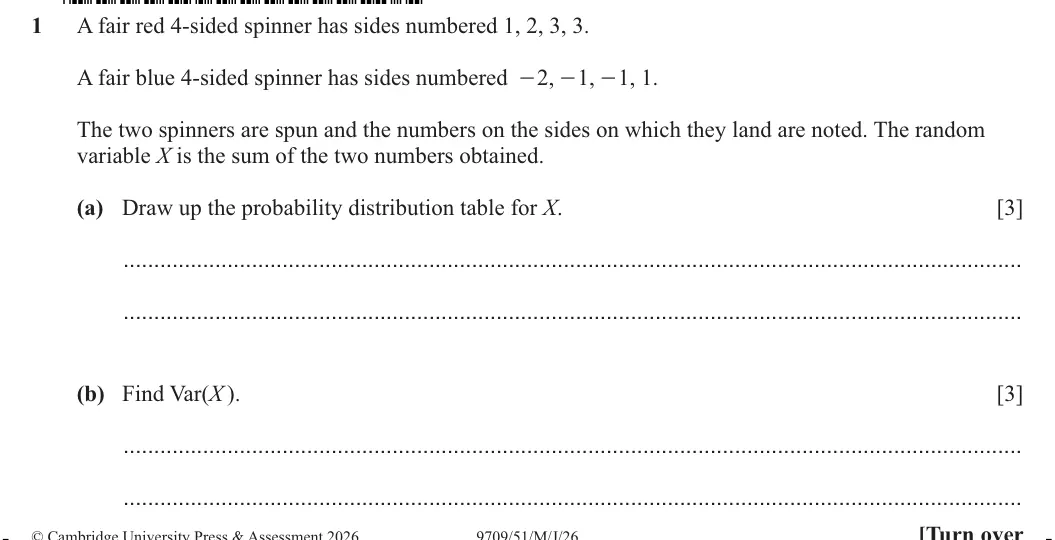 1 A fair red 4-sided spinner has sides numbered 1, 2, 3, 3.
A fair blue 4-sided spinner has sides numbered −2, −1, −1, 1.
The two spinners are spun and the numbers on the sides on which they land are noted. The random
variable X is the sum of the two numbers obtained.
(a) Draw up the probability distribution table for X. [3]
(b) Find Var(X). [3]
© Cambridge University Press & Assessment 2026 9709/51/M/J/26 [Turn over